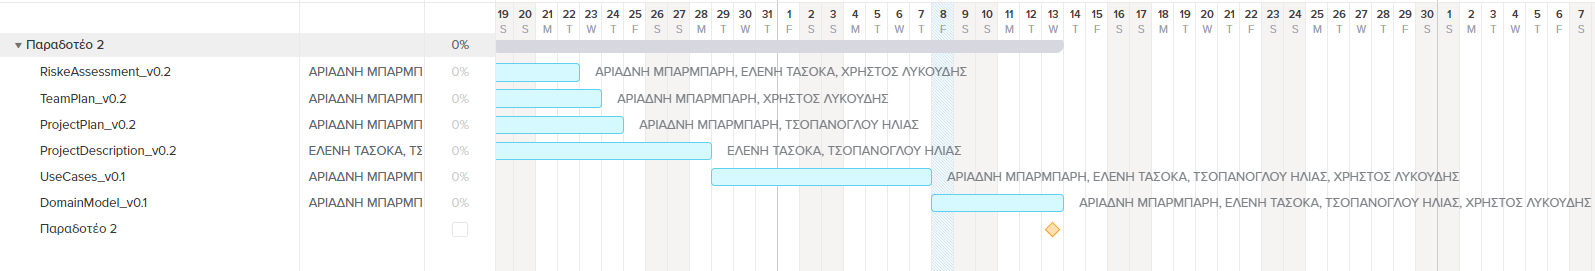 19 20 21 22 23 24 25 26 27 28 29 30 31 1 2 3 4 5 6 7 8 9 10 11 12 13 14 15 16 17 18 19 20 21 22 23 24 25 26 27 28 29 30 1 2 3 4 5 6 7
S S M T W T F S S M T W T F S S M T W T F S S M T W T F S S M T W T F S S M T W T F S S M T W T F S
Παραδοτέο 2 0%
RiskeAssessment_v0.2 ΑΡΙΑΔΝΗ ΜΠΑΡΜΠ 0% ΑΡΙΑΔΝΗ ΜΠΑΡΜΠΑΡΗ, ΕΛΕΝΗ ΤΑΣΟΚΑ, ΧΡΗΣΤΟΣ ΛΥΚΟΥΔΗΣ
TeamPlan_v0.2 ΑΡΙΑΔΝΗ ΜΠΑΡΜΠ 0% ΑΡΙΑΔΝΗ ΜΠΑΡΜΠΑΡΗ, ΧΡΗΣΤΟΣ ΛΥΚΟΥΔΗΣ
ProjectPlan_v0.2 ΑΡΙΑΔΝΗ ΜΠΑΡΜΠ 0% ΑΡΙΑΔΝΗ ΜΠΑΡΜΠΑΡΗ, ΤΣΟΠΑΝΟΓΛΟΥ ΗΛΙΑΣ
ProjectDescription_v0.2 ΕΛΕΝΗ ΤΑΣΟΚΑ, ΤΣ 0% ΕΛΕΝΗ ΤΑΣΟΚΑ, ΤΣΟΠΑΝΟΓΛΟΥ ΗΛΙΑΣ
UseCases_v0.1 ΑΡΙΑΔΝΗ ΜΠΑΡΜΠ 0% ΑΡΙΑΔΝΗ ΜΠΑΡΜΠΑΡΗ, ΕΛΕΝΗ ΤΑΣΟΚΑ, ΤΣΟΠΑΝΟΓΛΟΥ ΗΛΙΑΣ, ΧΡΗΣΤΟΣ ΛΥΚΟΥΔΗΣ
DomainModel_v0.1 ΑΡΙΑΔΝΗ ΜΠΑΡΜΠ 0% ΑΡΙΑΔΝΗ ΜΠΑΡΜΠΑΡΗ, ΕΛΕΝΗ ΤΑΣΟΚΑ, ΤΣΟΠΑΝΟΓΛΟΥ ΗΛΙΑΣ, ΧΡΗΣΤΟΣ ΛΥΚΟΥΔΗΣ
Παραδοτέο 2